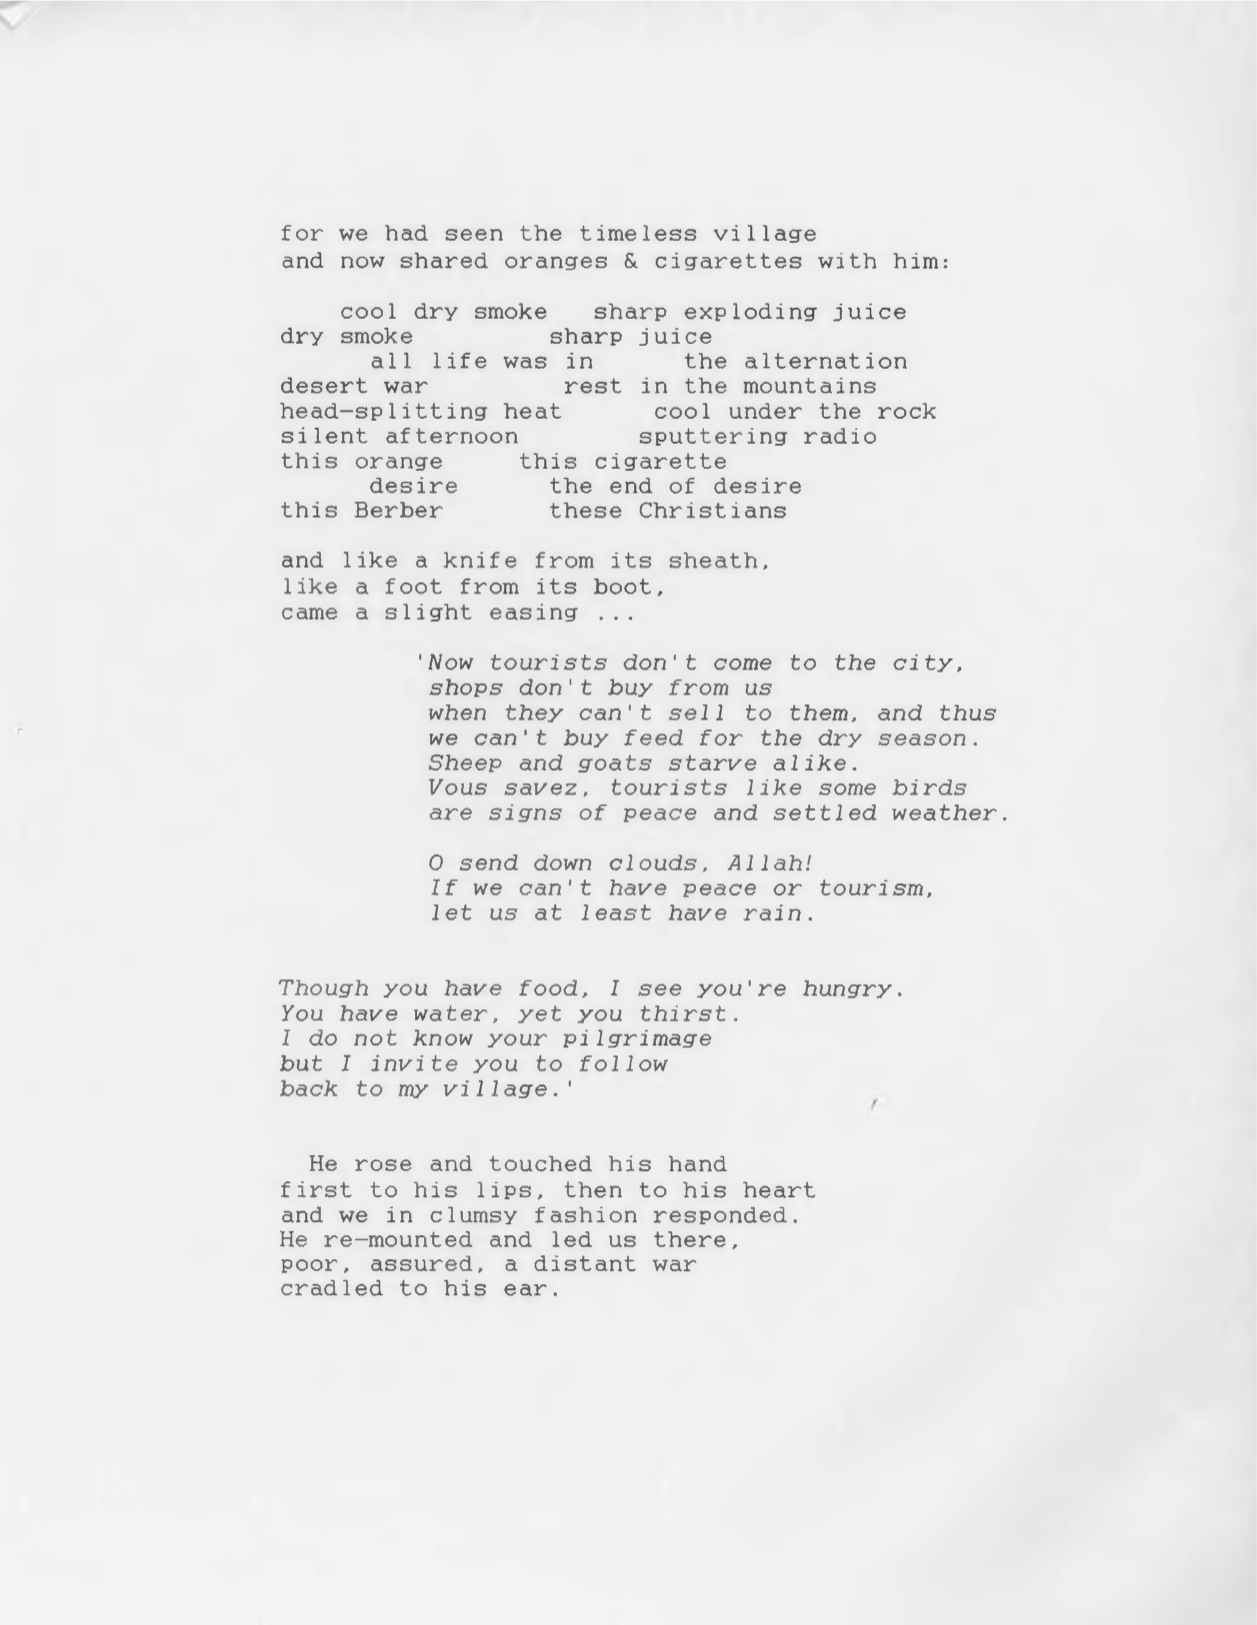 for we had seen the timeless village
and now shared oranges & cigarettes with him:
cool dry smoke   sharp exploding juice
dry smoke         sharp juice
all life was in      the alternation
desert war         rest in the mountains
head-splitting heat      cool under the rock
silent afternoon        sputtering radio
this orange     this cigarette
desire      the end of desire
this Berber       these Christians
and like a knife from its sheath,
like a foot from its boot,
came a slight easing ...
'Now tourists don't come to the city,
shops don't buy from us
when they can't sell to them, and thus
we can't buy feed for the dry season.
Sheep and goats starve alike.
Vous savez, tourists like some birds
are signs of peace and settled weather.
O send down clouds, Allah!
If we can't have peace or tourism,
let us at least have rain.
Though you have food, I see you're hungry.
You have water, yet you thirst.
I do not know your pilgrimage
but I invite you to follow
back to my village.'
He rose and touched his hand
first to his lips, then to his heart
and we in clumsy fashion responded.
He re-mounted and led us there,
poor, assured, a distant war
cradled to his ear.